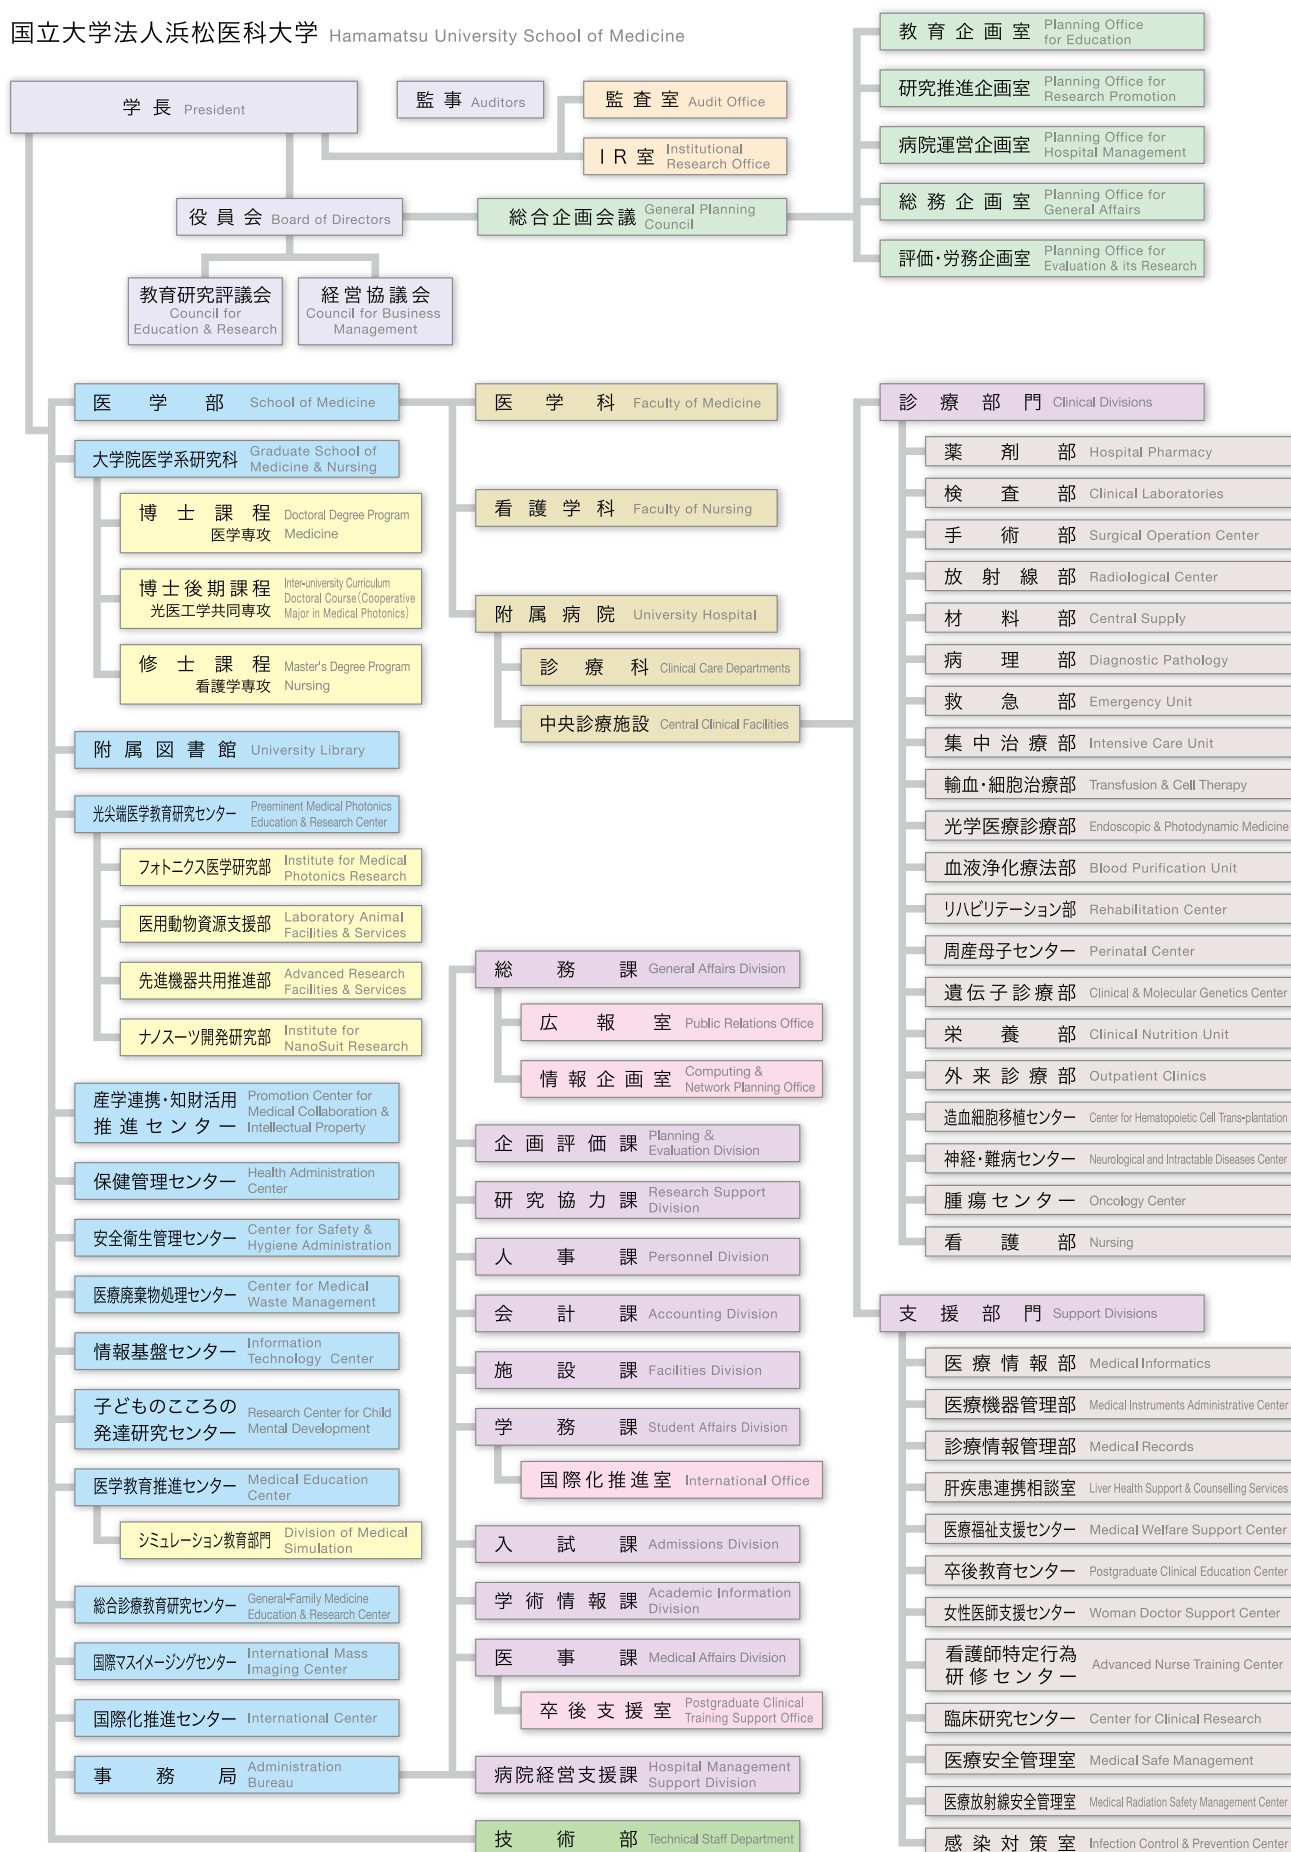 国立大学法人浜松医科大学 Hamamatsu University School of Medicine
学長 President
監事 Auditors
監査室 Audit Office
IR室 Institutional
Research Office
役員会 Board of Directors
総合企画会議 General Planning
Council
教育研究評議会
Council for
Education & Research
経営協議会
Council for Business
Management
教育企画室 Planning Office
for Education
研究推進企画室 Planning Office for
Research Promotion
病院運営企画室 Planning Office for
Hospital Management
総務企画室 Planning Office for
General Affairs
評価・労務企画室 Planning Office for
Evaluation & its Research
医学部 School of Medicine
大学院医学系研究科 Graduate School of
Medicine & Nursing
博士課程 Doctoral Degree Program
医学専攻 Medicine
博士後期課程 Inter-university Curriculum
光医工学共同専攻 Doctoral Course (Cooperative
Major in Medical Photonics)
修士課程 Master's Degree Program
看護学専攻 Nursing
附属図書館 University Library
光尖端医学教育研究センター Preeminent Medical Photonics
Education & Research Center
フォトニクス医学研究部 Institute for Medical
Photonics Research
医用動物資源支援部 Laboratory Animal
Facilities & Services
先進機器共用推進部 Advanced Research
Facilities & Services
ナノスーツ開発研究部 Institute for
NanoSuit Research
産学連携・知財活用
推進センター Promotion Center for
Medical Collaboration &
Intellectual Property
保健管理センター Health Administration
Center
安全衛生管理センター Center for Safety &
Hygiene Administration
医療廃棄物処理センター Center for Medical
Waste Management
情報基盤センター Information
Technology Center
子どものこころの
発達研究センター Research Center for Child
Mental Development
医学教育推進センター Medical Education
Center
シミュレーション教育部門 Division of Medical
Simulation
総合診療教育研究センター General-Family Medicine
Education & Research Center
国際マスイメージングセンター International Mass
Imaging Center
国際化推進センター International Center
事務局 Administration
Bureau
医学科 Faculty of Medicine
看護学科 Faculty of Nursing
附属病院 University Hospital
診療科 Clinical Care Departments
中央診療施設 Central Clinical Facilities
総務課 General Affairs Division
広報室 Public Relations Office
情報企画室 Computing &
Network Planning Office
企画評価課 Planning &
Evaluation Division
研究協力課 Research Support
Division
人事課 Personnel Division
会計課 Accounting Division
施設課 Facilities Division
学務課 Student Affairs Division
国際化推進室 International Office
入試課 Admissions Division
学術情報課 Academic Information
Division
医事課 Medical Affairs Division
卒後支援室 Postgraduate Clinical
Training Support Office
病院経営支援課 Hospital Management
Support Division
技術部 Technical Staff Department
診療部門 Clinical Divisions
薬剤部 Hospital Pharmacy
検査部 Clinical Laboratories
手術部 Surgical Operation Center
放射線部 Radiological Center
材料部 Central Supply
病理部 Diagnostic Pathology
救急部 Emergency Unit
集中治療部 Intensive Care Unit
輸血・細胞治療部 Transfusion & Cell Therapy
光学医療診療部 Endoscopic & Photodynamic Medicine
血液浄化療法部 Blood Purification Unit
リハビリテーション部 Rehabilitation Center
周産母子センター Perinatal Center
遺伝子診療部 Clinical & Molecular Genetics Center
栄養部 Clinical Nutrition Unit
外来診療部 Outpatient Clinics
造血細胞移植センター Center for Hematopoietic Cell Trans-plantation
神経・難病センター Neurological and Intractable Diseases Center
腫瘍センター Oncology Center
看護部 Nursing
支援部門 Support Divisions
医療情報部 Medical Informatics
医療機器管理部 Medical Instruments Administrative Center
診療情報管理部 Medical Records
肝疾患連携相談室 Liver Health Support & Counselling Services
医療福祉支援センター Medical Welfare Support Center
卒後教育センター Postgraduate Clinical Education Center
女性医師支援センター Woman Doctor Support Center
看護師特定行為
研修センター Advanced Nurse Training Center
臨床研究センター Center for Clinical Research
医療安全管理室 Medical Safe Management
医療放射線安全管理室 Medical Radiation Safety Management Center
感染対策室 Infection Control & Prevention Center